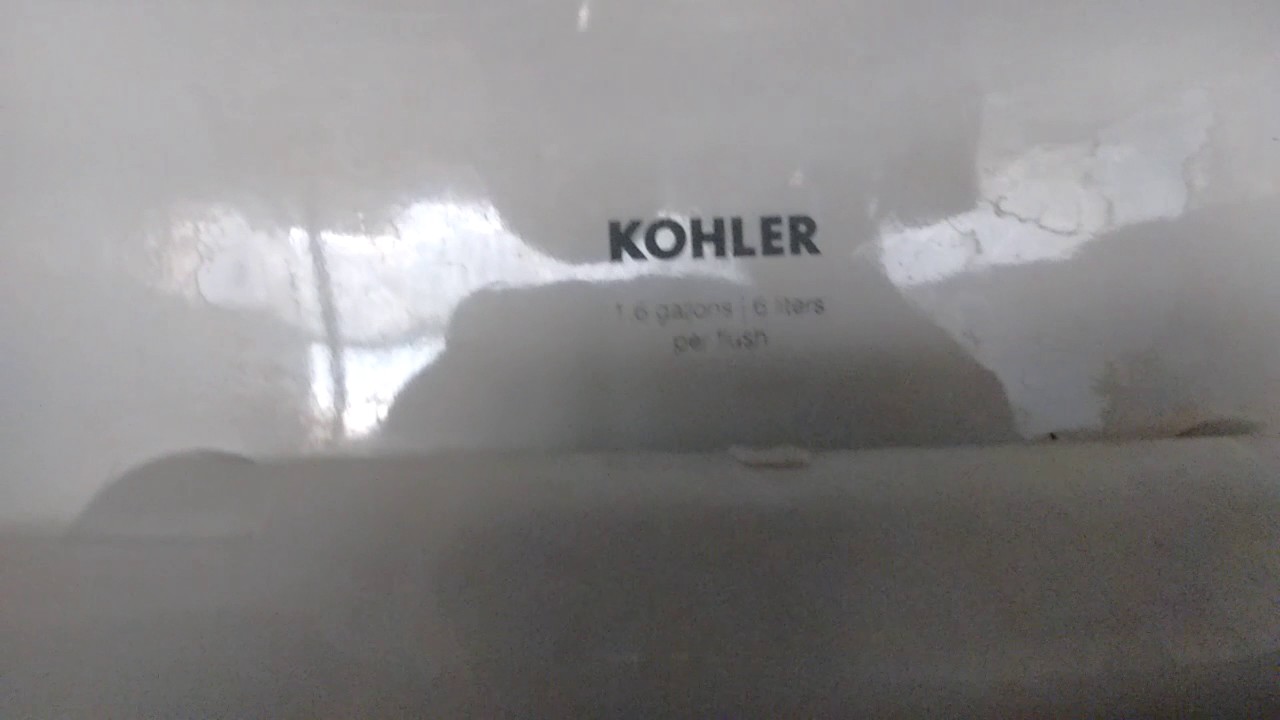 KOHLER
1.6 gallons | 6 liters
per flush